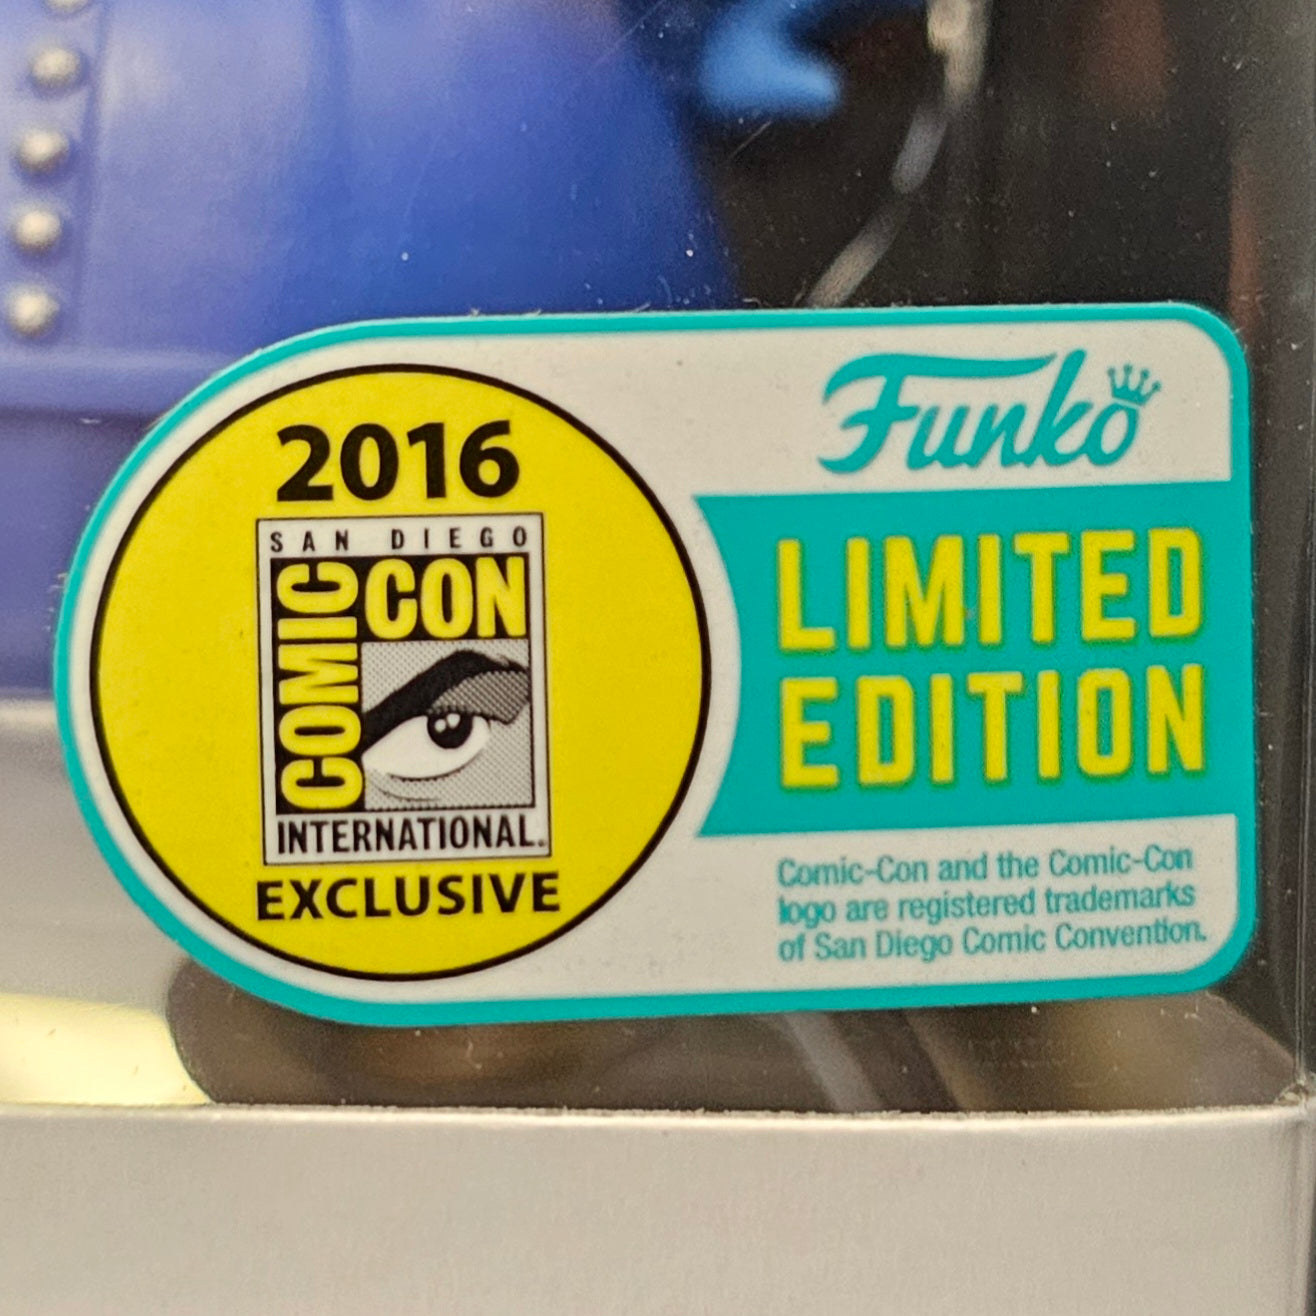 2016
SAN DIEGO
COMIC CON
INTERNATIONAL.
EXCLUSIVE
Funko
LIMITED
EDITION
Comic-Con and the Comic-Con
logo are registered trademarks
of San Diego Comic Convention.